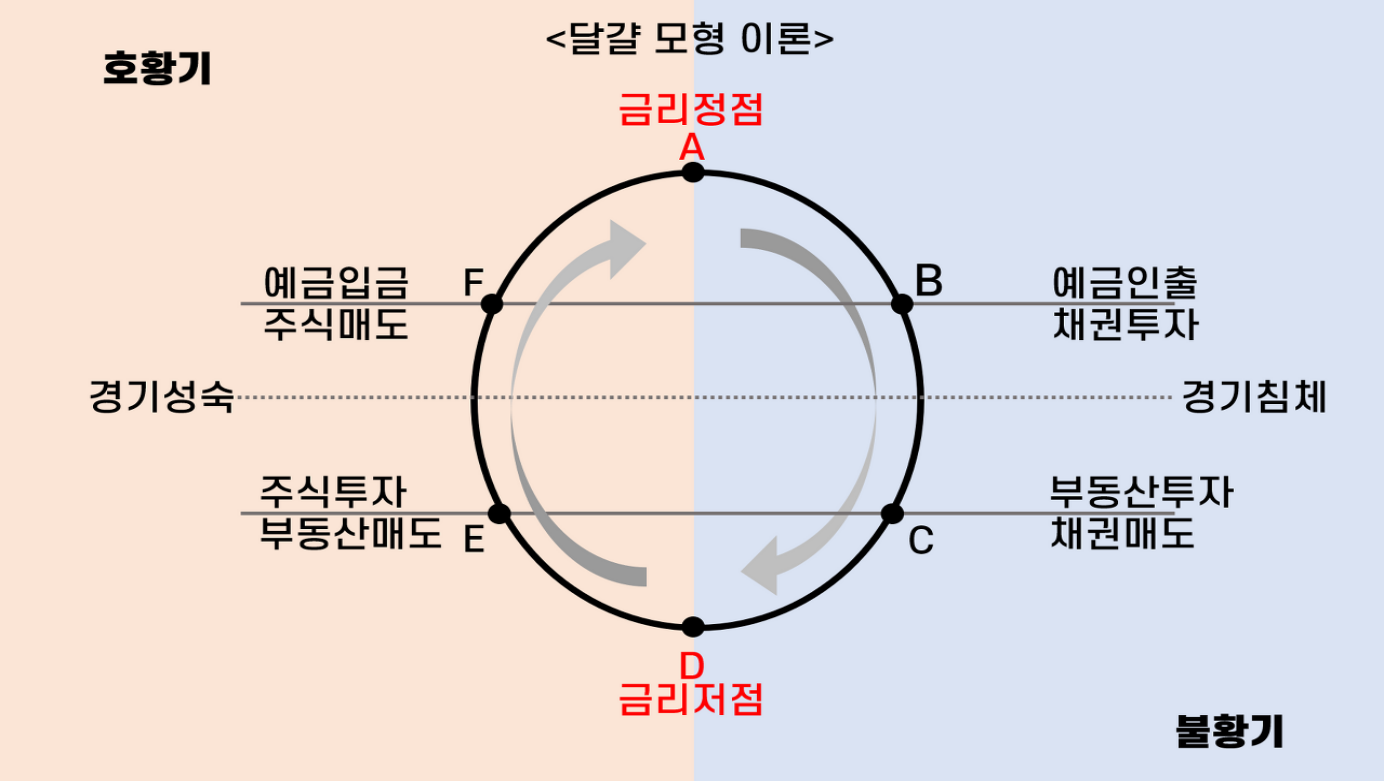 <달걀 모형 이론>
호황기
금리정점
A
예금입금
주식매도
F
B
예금인출
채권투자
경기성숙
경기침체
주식투자
부동산매도
E
C
부동산투자
채권매도
D
금리저점
불황기